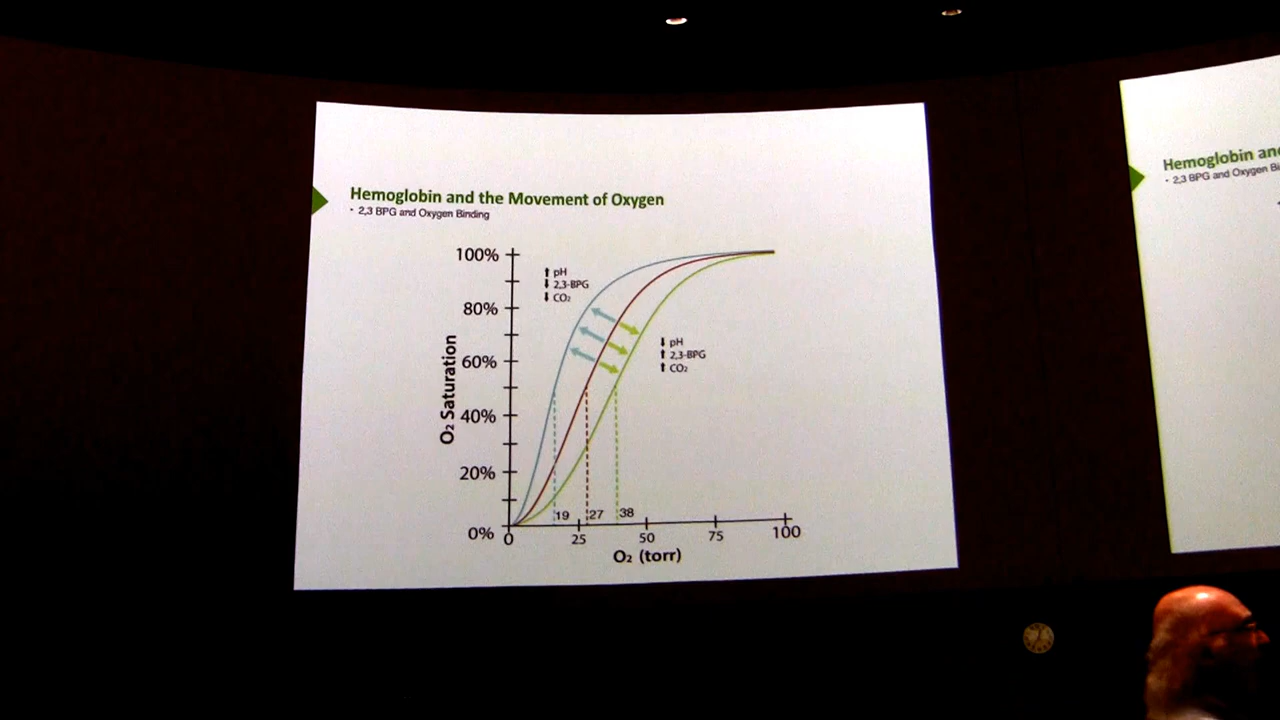 Hemoglobin and the Movement of Oxygen
• 2,3 BPG and Oxygen Binding
100%
80%
60%
40%
20%
0%
O₂ Saturation
⬆ pH
⬇ 2,3-BPG
⬇ CO₂
⬇ pH
⬆ 2,3-BPG
⬆ CO₂
19 27 38
0 25 50 75 100
O₂ (torr)
Hemoglobin and
• 2,3 BPG and Oxygen Bi